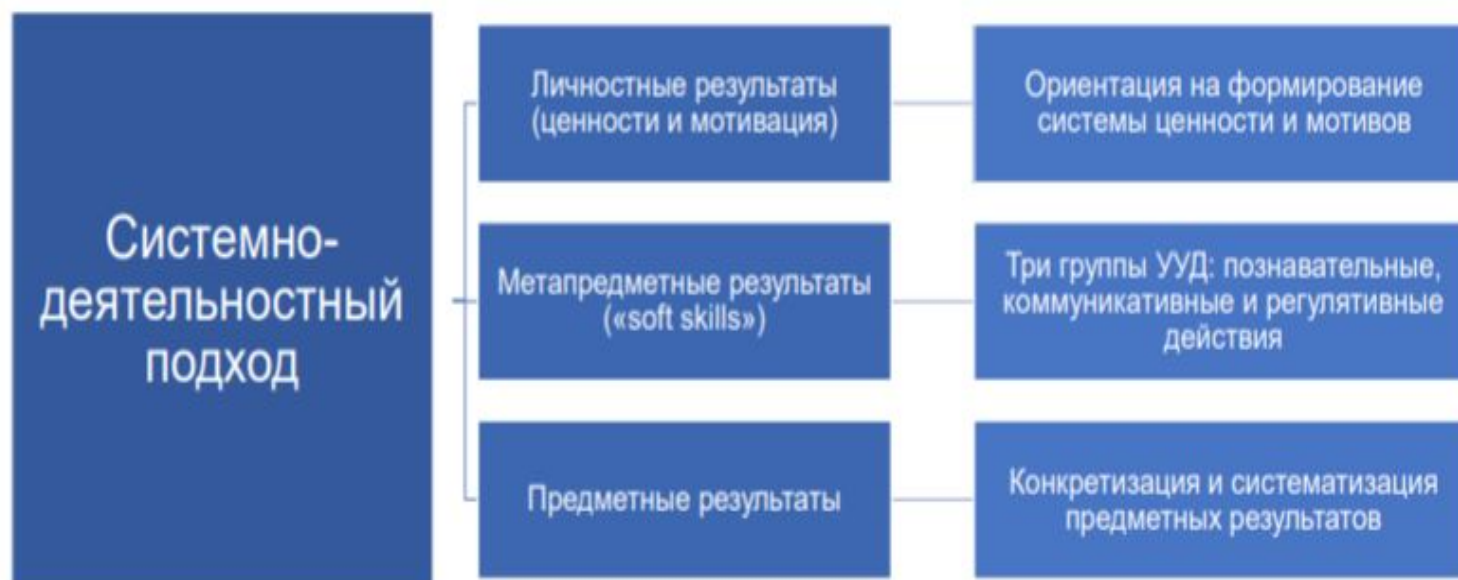 Системно-
деятельностный
подход
Личностные результаты
(ценности и мотивация)
Ориентация на формирование
системы ценности и мотивов
Метапредметные результаты
(«soft skills»)
Три группы УУД: познавательные,
коммуникативные и регулятивные
действия
Предметные результаты
Конкретизация и систематизация
предметных результатов